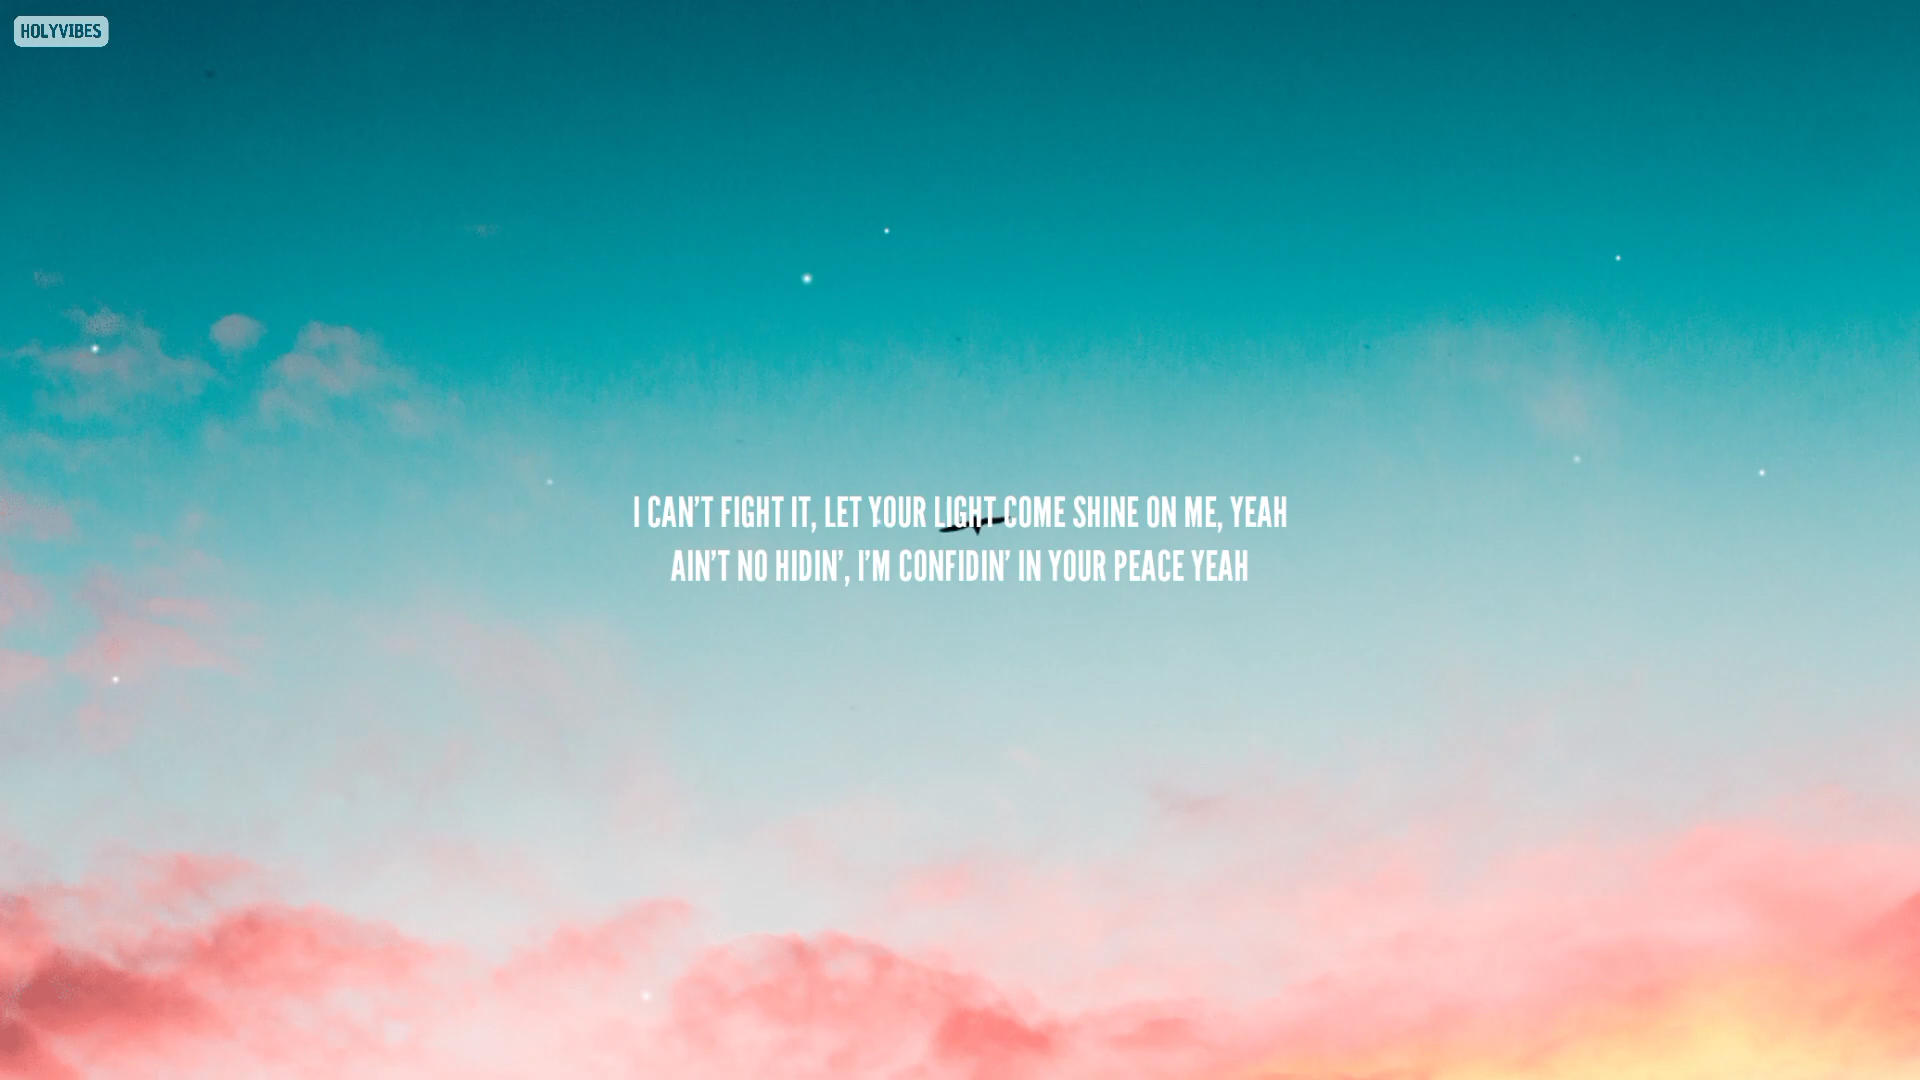 HOLYVIBES
I CAN'T FIGHT IT, LET YOUR LIGHT COME SHINE ON ME, YEAH
AIN'T NO HIDIN', I'M CONFIDIN' IN YOUR PEACE YEAH